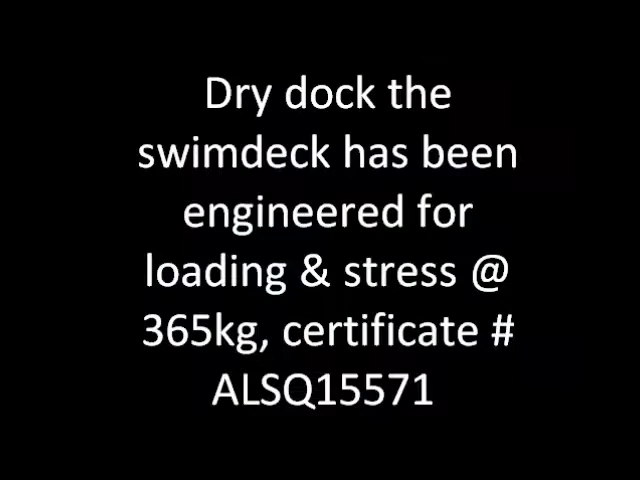 Dry dock the
swimdeck has been
engineered for
loading & stress @
365kg, certificate #
ALSQ15571